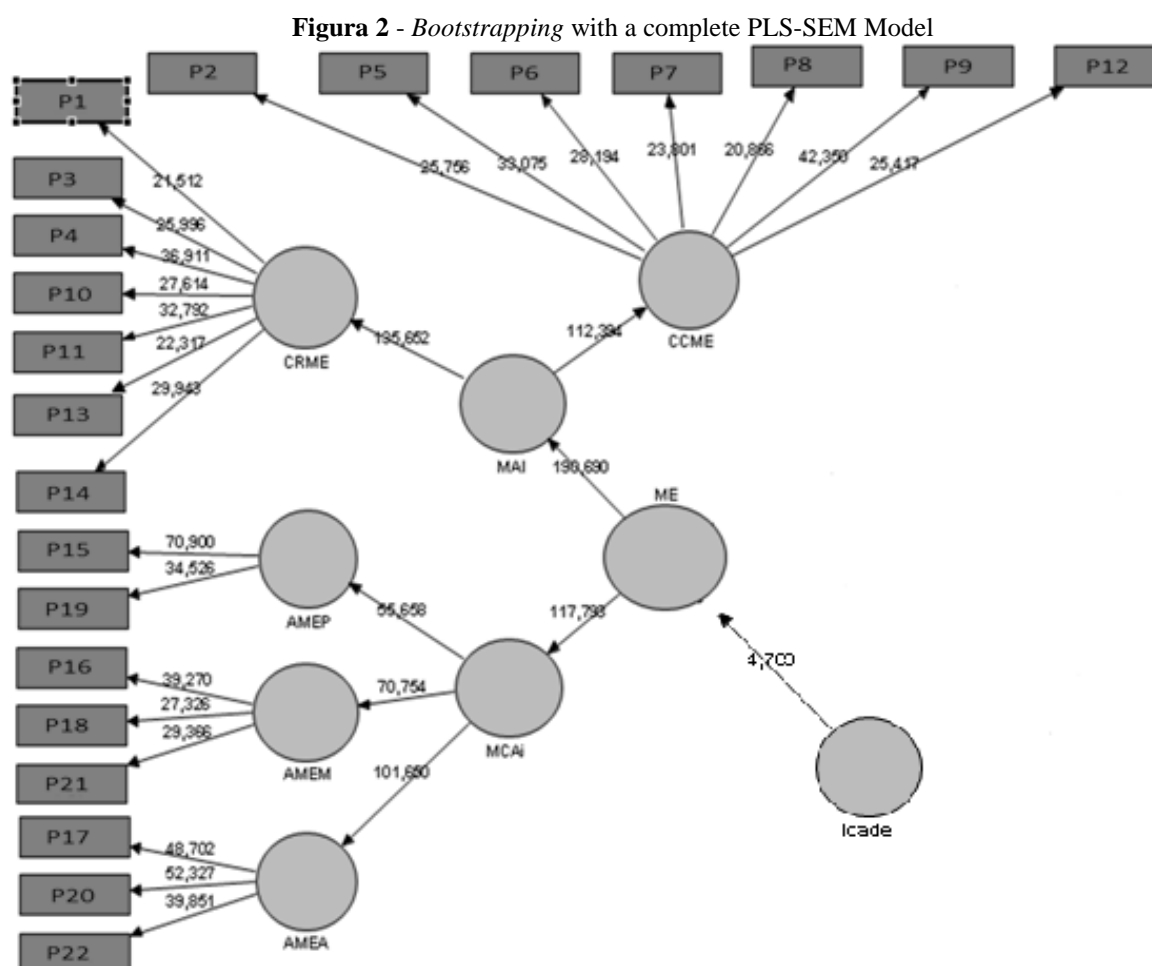 Figura 2 - Bootstrapping with a complete PLS-SEM Model
P2
P5
P6
P7
P8
P9
P12
P1
P3
P4
P10
P11
P13
P14
P15
P19
P16
P18
P21
P17
P20
P22
25,756
33,075
28,194
23,801
20,866
42,350
25,417
21,512
25,996
36,911
27,614
32,792
22,317
29,943
CRME
135,652
112,394
CCME
MAI
190,690
ME
70,900
34,526
AMEP
55,658
117,793
39,270
27,326
29,366
AMEM
70,754
MCAi
4,700
101,650
Icade
48,702
52,327
39,851
AMEA